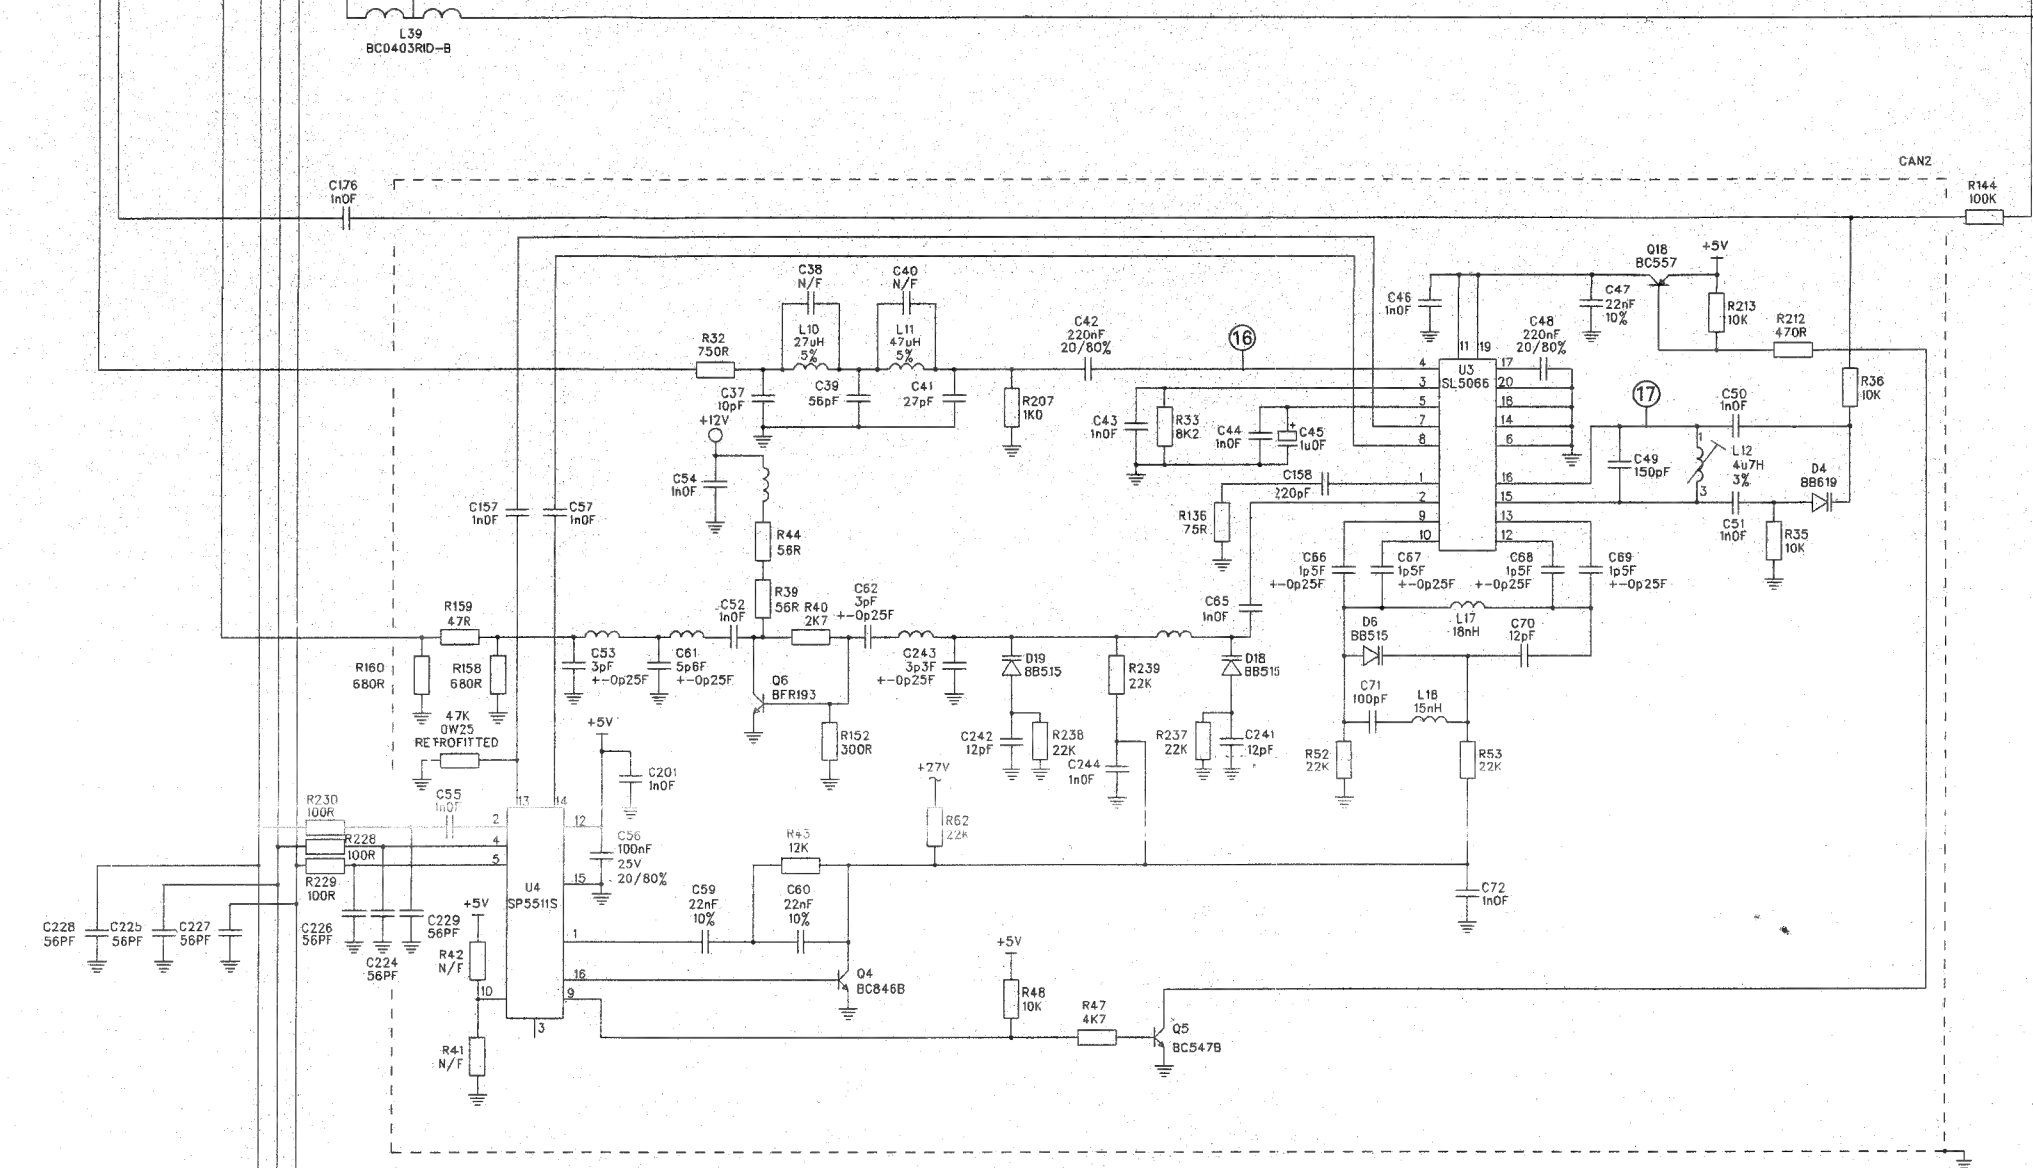 L39
BC0403RID-B
CAN2
C176
1n0F
R144
100K
Q18
BC557
+5V
C38
N/F
C40
N/F
C46
1n0F
C47
22nF
10%
R213
10K
R212
470R
L10
27uH
5%
L11
47uH
5%
C42
220nF
20/80%
16
C48
220nF
20/80%
11
19
R32
750R
4
U3
SL5066
17
3
20
5
18
7
14
8
6
1
16
2
15
9
13
10
12
C37
10pF
C39
56pF
C41
27pF
R207
1K0
R36
10K
17
C50
1n0F
+12V
C43
1n0F
R33
8K2
C44
1n0F
+
C45
1u0F
C49
150pF
1
L12
4u7H
3%
3
D4
BB619
C54
1n0F
C158
220pF
C157
1n0F
C57
1n0F
R136
75R
C51
1n0F
R35
10K
R44
56R
C66
1p5F
+-0p25F
C67
1p5F
+-0p25F
C68
1p5F
+-0p25F
C69
1p5F
+-0p25F
R39
56R
R40
2K7
C62
3pF
+-0p25F
C52
1n0F
C65
1n0F
R159
47R
L17
18nH
D6
BB515
C70
12pF
R160
680R
R158
680R
C53
3pF
+-0p25F
C61
5p6F
+-0p25F
Q6
BFR193
C243
3p3F
+-0p25F
D19
BB515
R239
22K
D18
BB515
C71
100pF
L18
15nH
47K
0W25
RETROFITTED
+5V
R152
300R
C242
12pF
R238
22K
C244
1n0F
R237
22K
C241
12pF
R52
22K
R53
22K
C201
1n0F
+27V
R62
22K
R230
100R
C55
1n0F
13
14
2
12
R228
100R
4
5
R229
100R
C56
100nF
25V
20/80%
15
R43
12K
U4
SP5511S
C59
22nF
10%
C60
22nF
10%
C72
1n0F
C228
56PF
C225
56PF
C227
56PF
C226
56PF
C229
56PF
C224
56PF
+5V
R42
N/F
1
16
10
9
3
Q4
BC846B
+5V
R48
10K
R47
4K7
Q5
BC547B
R41
N/F